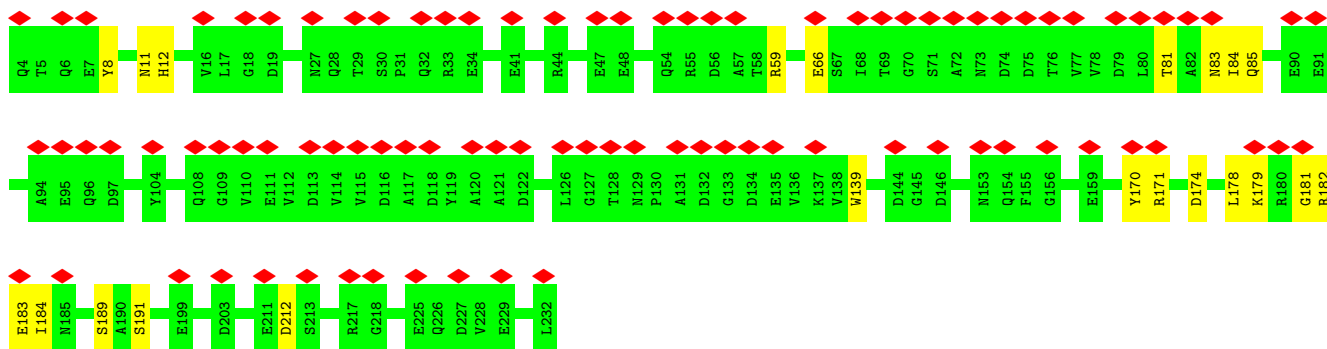 Q4 T5 Q6 E7 Y8 N11 H12 V16 L17 G18 D19 N27 Q28 T29 S30 P31 Q32 R33 E34 E41 R44 E47 E48 Q54 R55 D56 A57 T58 R59 E66 S67 I68 T69 G70 S71 A72 N73 D74 D75 T76 V77 V78 D79 L80 T81 A82 N83 I84 Q85 E90 E91
A94 E95 Q96 D97 Y104 Q108 G109 V110 E111 V112 D113 V114 V115 D116 A117 D118 Y119 A120 A121 D122 L126 G127 T128 N129 P130 A131 D132 G133 D134 E135 V136 K137 V138 W139 D144 G145 D146 N153 Q154 F155 G156 E159 Y170 R171 D174 L178 K179 R180 G181 R182
E183 I184 N185 S189 A190 S191 E199 D203 E211 D212 S213 R217 G218 E225 Q226 D227 V228 E229 L232